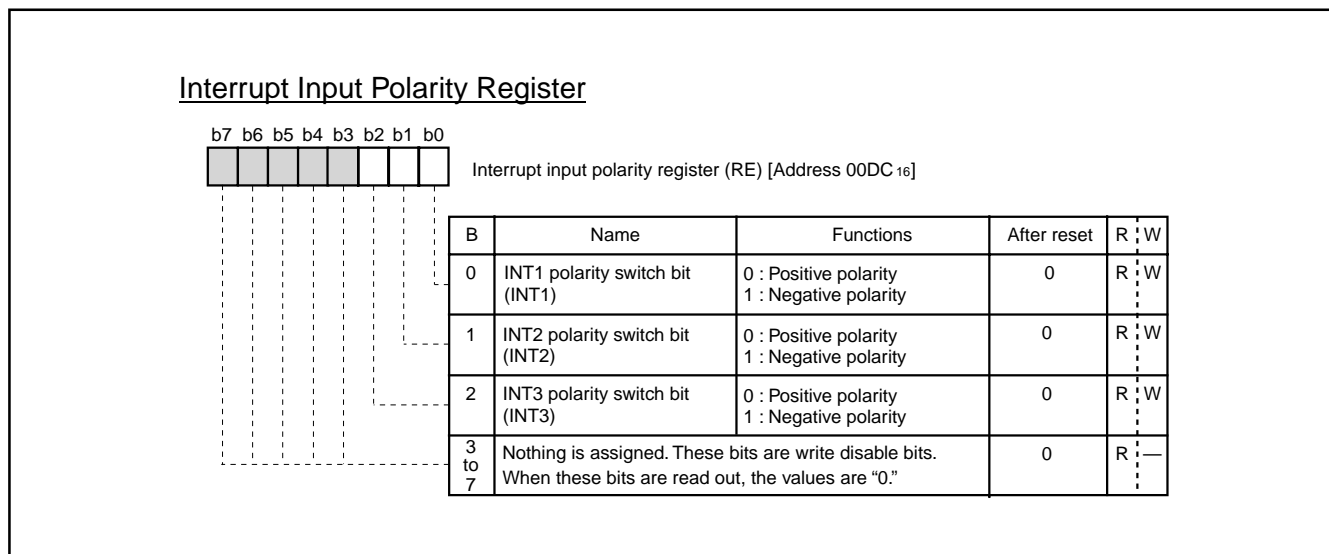 Interrupt Input Polarity Register
b7 b6 b5 b4 b3 b2 b1 b0
Interrupt input polarity register (RE) [Address 00DC 16]
B Name Functions After reset R W
0 INT1 polarity switch bit (INT1) 0 : Positive polarity 0 R W
1 : Negative polarity
1 INT2 polarity switch bit (INT2) 0 : Positive polarity 0 R W
1 : Negative polarity
2 INT3 polarity switch bit (INT3) 0 : Positive polarity 0 R W
1 : Negative polarity
3 to 7 Nothing is assigned. These bits are write disable bits. 0 R —
When these bits are read out, the values are “0.”